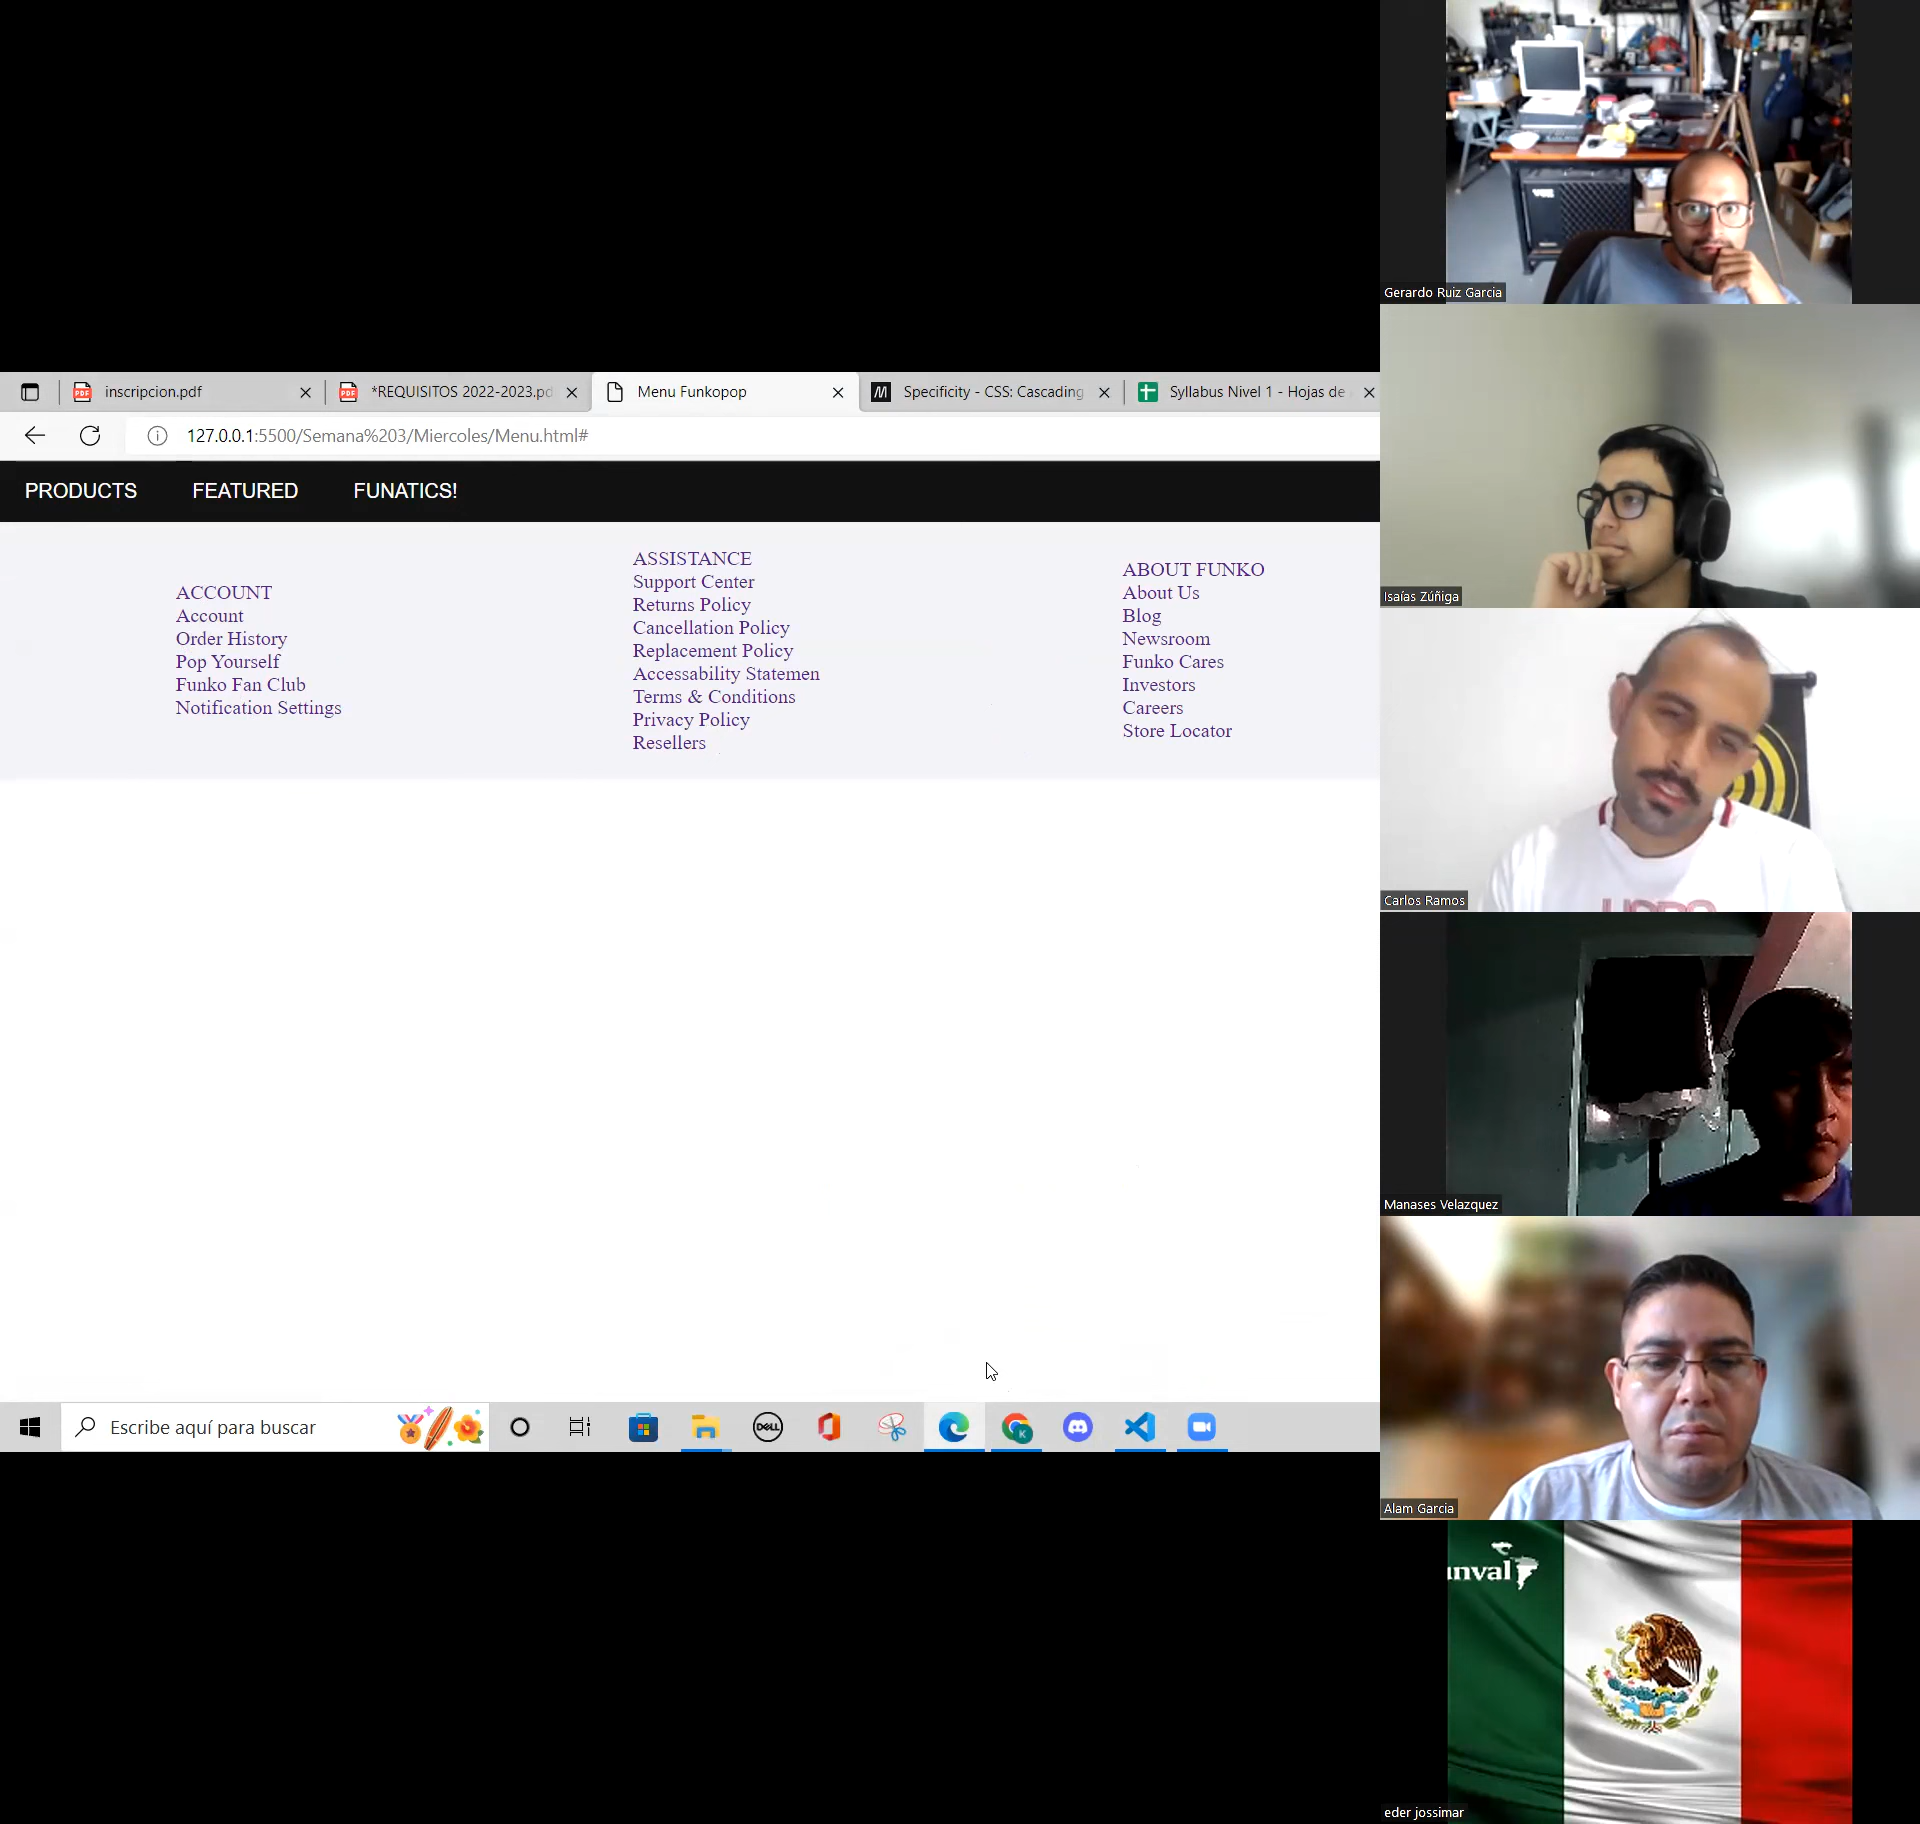 inscripcion.pdf
*REQUISITOS 2022-2023.pd
Menu Funkopop
Specificity - CSS: Cascading
Syllabus Nivel 1 - Hojas de
127.0.0.1:5500/Semana%203/Miercoles/Menu.html#
PRODUCTS FEATURED FUNATICS!
ACCOUNT
Account
Order History
Pop Yourself
Funko Fan Club
Notification Settings
ASSISTANCE
Support Center
Returns Policy
Cancellation Policy
Replacement Policy
Accessability Statemen
Terms & Conditions
Privacy Policy
Resellers
ABOUT FUNKO
About Us
Blog
Newsroom
Funko Cares
Investors
Careers
Store Locator
Escribe aquí para buscar
DELL
K
Gerardo Ruiz Garcia
Isaías Zúñiga
Carlos Ramos
Manases Velazquez
Alam Garcia
unval
eder jossimar